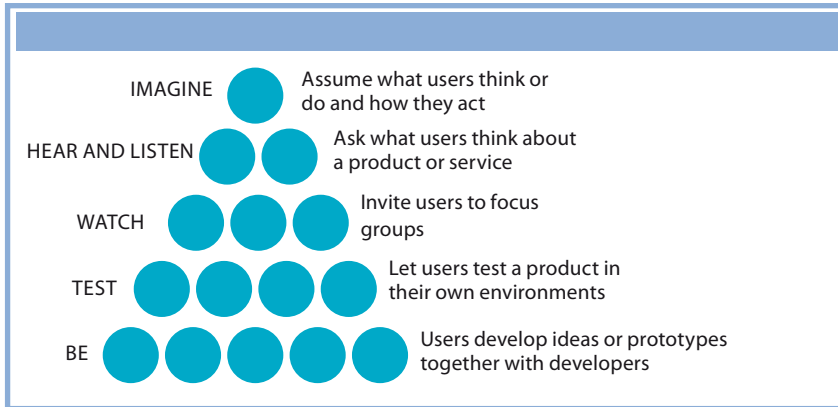 IMAGINE
Assume what users think or
do and how they act
HEAR AND LISTEN
Ask what users think about
a product or service
WATCH
Invite users to focus
groups
TEST
Let users test a product in
their own environments
BE
Users develop ideas or prototypes
together with developers